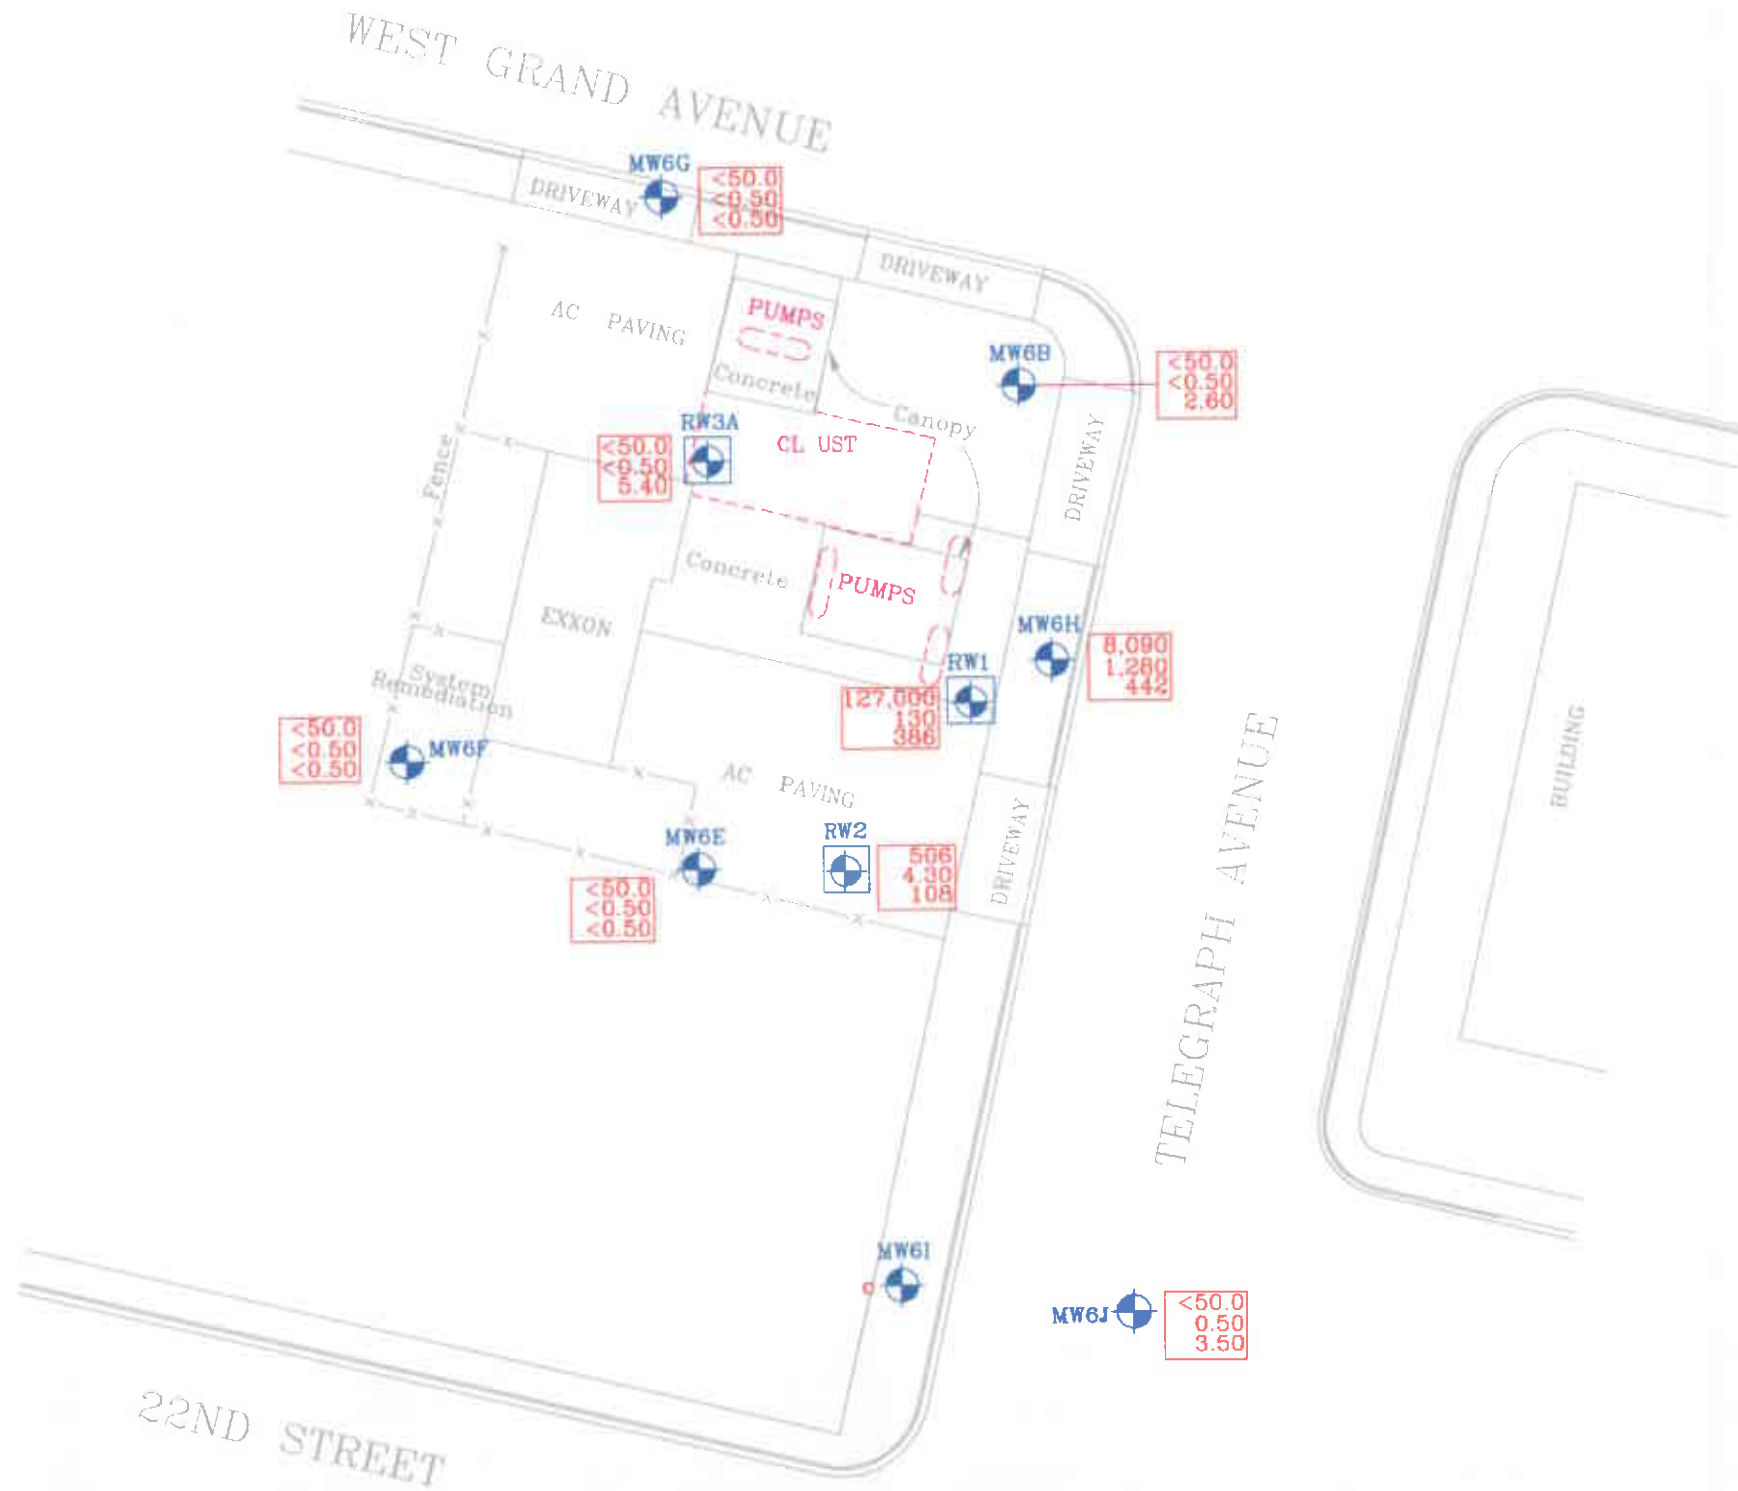 WEST GRAND AVENUE
MW6G
<50.0
<0.50
<0.50
DRIVEWAY
DRIVEWAY
AC PAVING
PUMPS
Concrete
MW6B
<50.0
<0.50
2.60
Canopy
RW3A
<50.0
<0.50
5.40
CL UST
Fence
DRIVEWAY
Concrete
PUMPS
EXXON
MW6H
8,090
1,280
442
System
Remediation
RW1
127,000
130
386
<50.0
<0.50
<0.50
MW6F
AC PAVING
BUILDING
MW6E
<50.0
<0.50
<0.50
RW2
506
4.30
108
DRIVEWAY
TELEGRAPH AVENUE
MW6I
c
MW6J
<50.0
0.50
3.50
22ND STREET